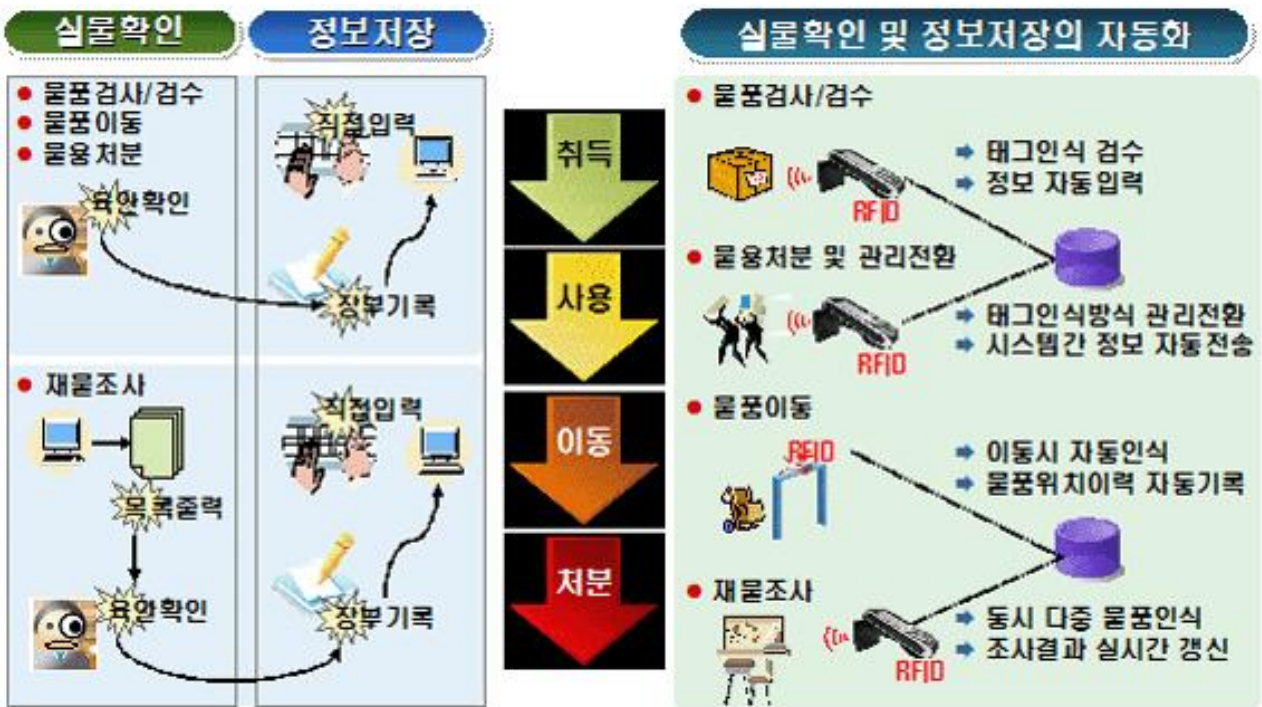 실물확인
정보저장
실물확인 및 정보저장의 자동화
물품검사/검수
물품이동
물용처분
육안확인
직접입력
장부기록
재물조사
목록출력
육안확인
직접입력
장부기록
취득
사용
이동
처분
물품검사/검수
RFID
태그인식 검수
정보 자동입력
물용처분 및 관리전환
RFID
태그인식방식 관리전환
시스템간 정보 자동전송
물품이동
RFID
이동시 자동인식
물품위치이력 자동기록
재물조사
RFID
동시 다중 물품인식
조사결과 실시간 갱신